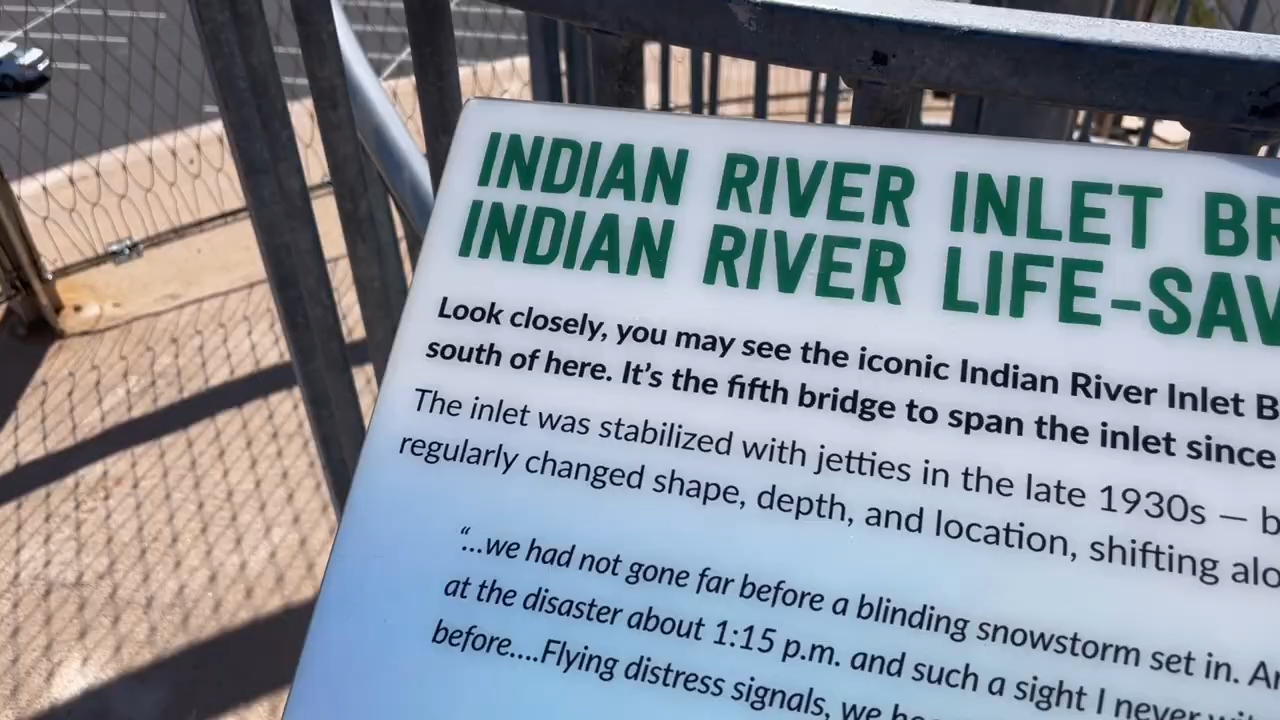 INDIAN RIVER INLET BR
INDIAN RIVER LIFE-SAV
Look closely, you may see the iconic Indian River Inlet B
south of here. It's the fifth bridge to span the inlet since
The inlet was stabilized with jetties in the late 1930s — b
regularly changed shape, depth, and location, shifting alo
“...we had not gone far before a blinding snowstorm set in. Ar
at the disaster about 1:15 p.m. and such a sight I never
before....Flying distress signals, we